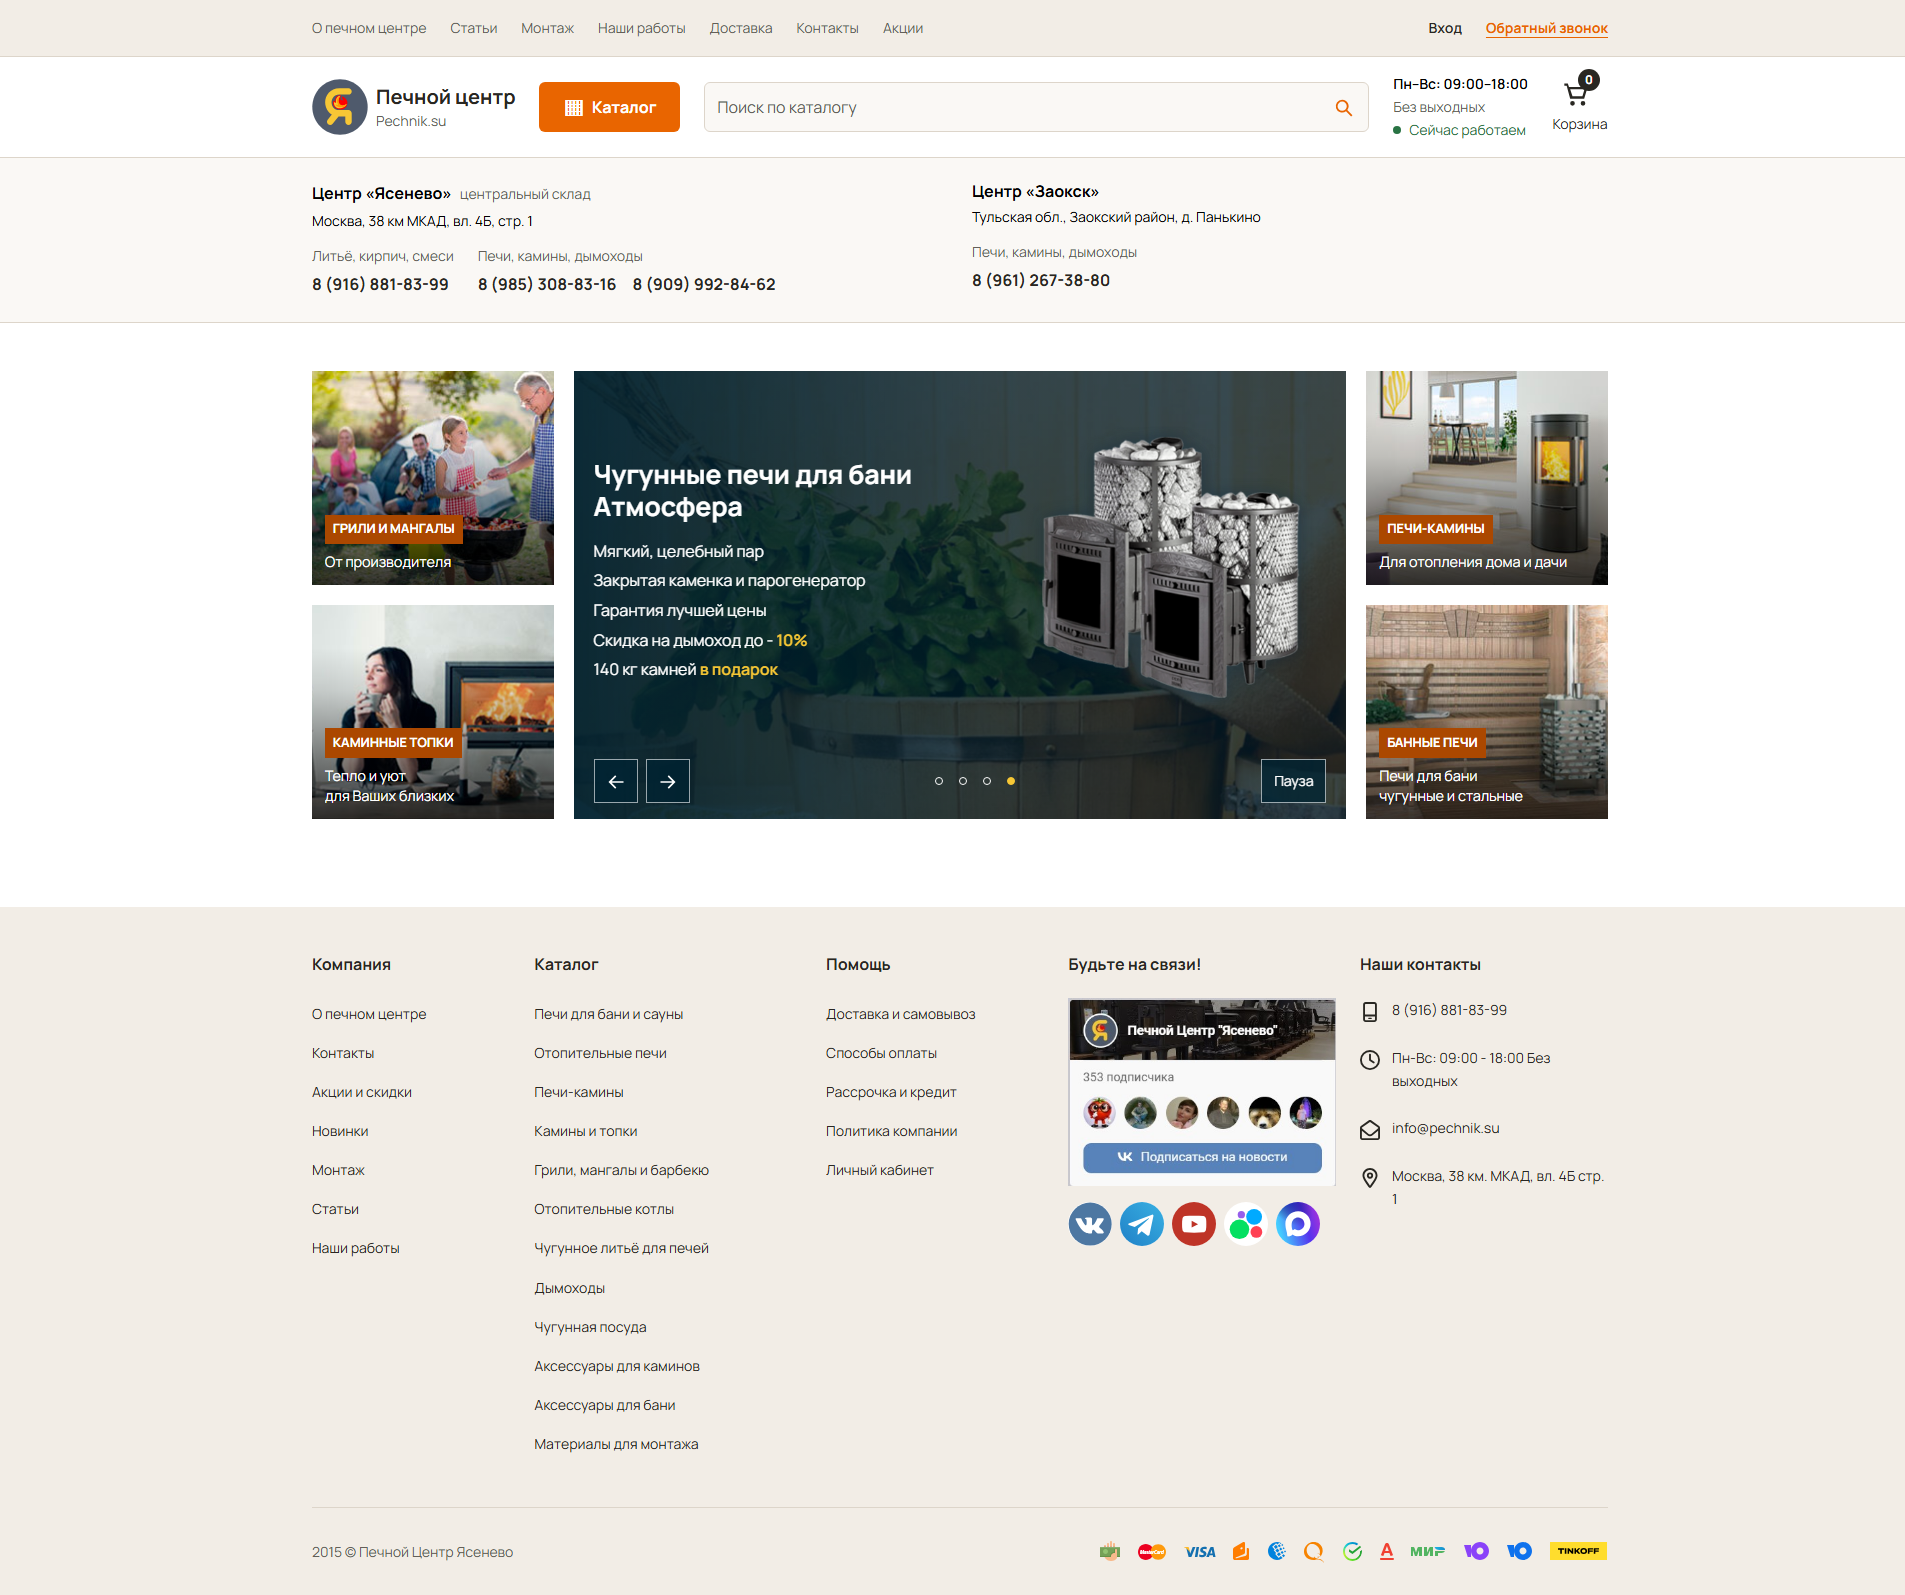 О печном центре
Статьи
Монтаж
Наши работы
Доставка
Контакты
Акции
Вход
Обратный звонок
Печной центр
Pechnik.su
Каталог
Поиск по каталогу
Пн-Вс: 09:00-18:00
Без выходных
Сейчас работаем
0
Корзина
Центр «Ясенево» центральный склад
Москва, 38 км МКАД, вл. 4Б, стр. 1
Литьё, кирпич, смеси
8 (916) 881-83-99
Печи, камины, дымоходы
8 (985) 308-83-16 8 (909) 992-84-62
Центр «Заокск»
Тульская обл., Заокский район, д. Панькино
Печи, камины, дымоходы
8 (961) 267-38-80
ГРИЛИ И МАНГАЛЫ
От производителя
КАМИННЫЕ ТОПКИ
Тепло и уют
для Ваших близких
Чугунные печи для бани
Атмосфера
Мягкий, целебный пар
Закрытая каменка и парогенератор
Гарантия лучшей цены
Скидка на дымоход до - 10%
140 кг камней в подарок
Пауза
ПЕЧИ-КАМИНЫ
Для отопления дома и дачи
БАННЫЕ ПЕЧИ
Печи для бани
чугунные и стальные
Компания
О печном центре
Контакты
Акции и скидки
Новинки
Монтаж
Статьи
Наши работы
Каталог
Печи для бани и сауны
Отопительные печи
Печи-камины
Камины и топки
Грили, мангалы и барбекю
Отопительные котлы
Чугунное литьё для печей
Дымоходы
Чугунная посуда
Аксессуары для каминов
Аксессуары для бани
Материалы для монтажа
Помощь
Доставка и самовывоз
Способы оплаты
Рассрочка и кредит
Политика компании
Личный кабинет
Будьте на связи!
Печной Центр "Ясенево"
353 подписчика
Подписаться на новости
Наши контакты
8 (916) 881-83-99
Пн-Вс: 09:00 - 18:00 Без
выходных
info@pechnik.su
Москва, 38 км. МКАД, вл. 4Б стр.
1
2015 © Печной Центр Ясенево
MasterCard
VISA
МИР
TINKOFF